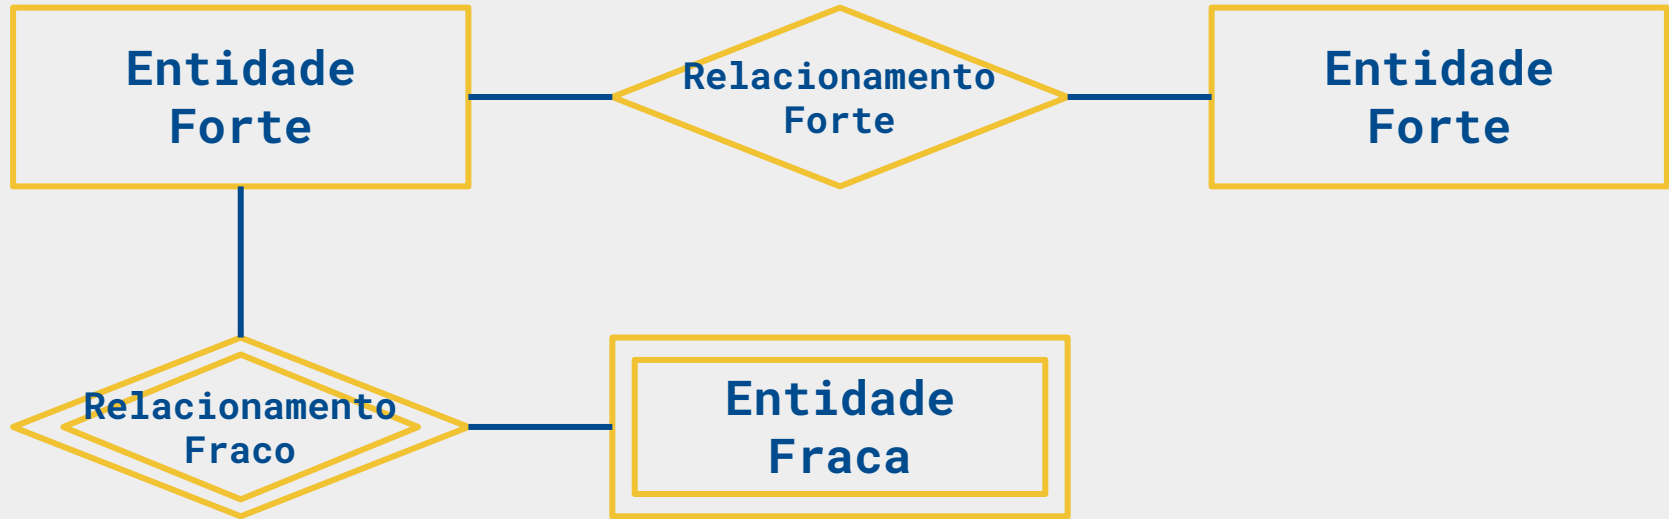 Entidade
Forte
Relacionamento
Forte
Entidade
Forte
Relacionamento
Fraco
Entidade
Fraca